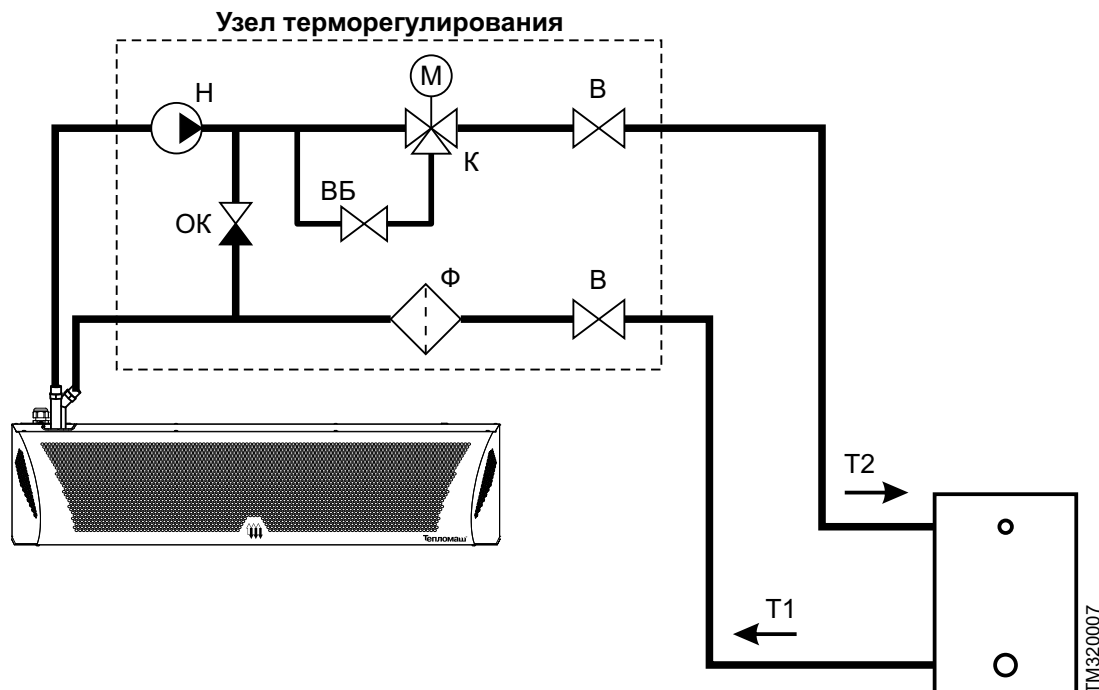 Узел терморегулирования
М
Н
В
К
ВБ
ОК
Ф
В
Т2
Тепломаш
Т1
TM320007